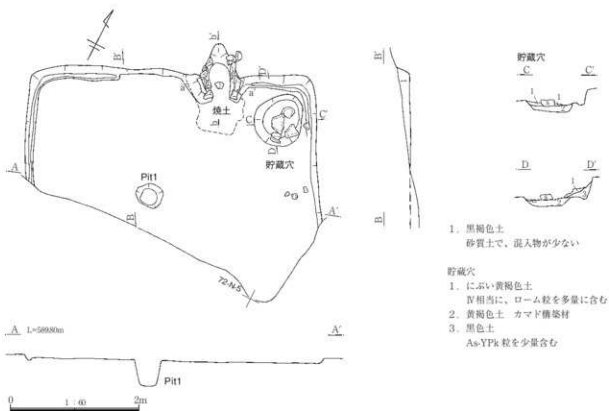 b'
B'
D'
a
a'
焼土
b
C
C'
D
貯蔵穴
A
Pit1
B
A'
72-N-5
B'
B
貯蔵穴
C C'
1 1
D D'
1
1. 黒褐色土
砂質土で、混入物が少ない
貯蔵穴
1. にぶい黄褐色土
Ⅳ相当に、ローム粒を多量に含む
2. 黄褐色土 カマド構築材
3. 黒色土
As-YPk 粒を少量含む
A L=589.80m A'
Pit1
0 1:60 2m